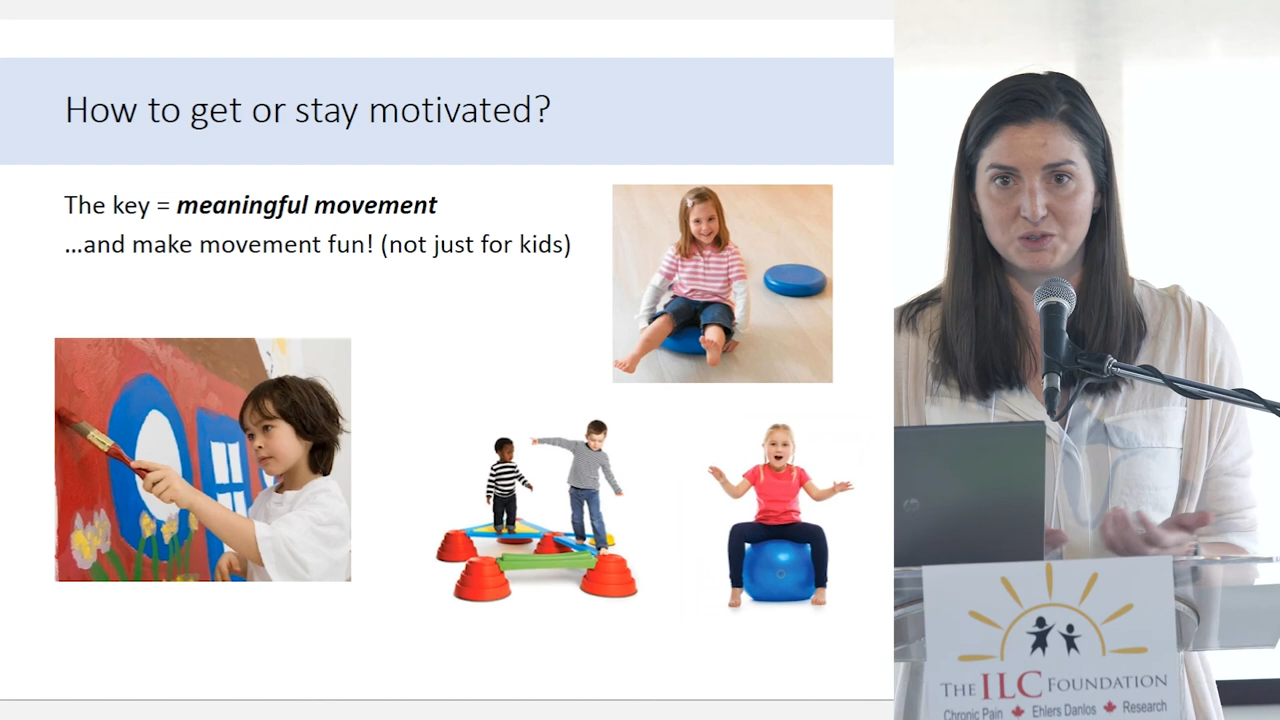 How to get or stay motivated?
The key = meaningful movement
...and make movement fun! (not just for kids)
hp
THE ILC FOUNDATION
Chronic Pain Ehlers Danlos Research